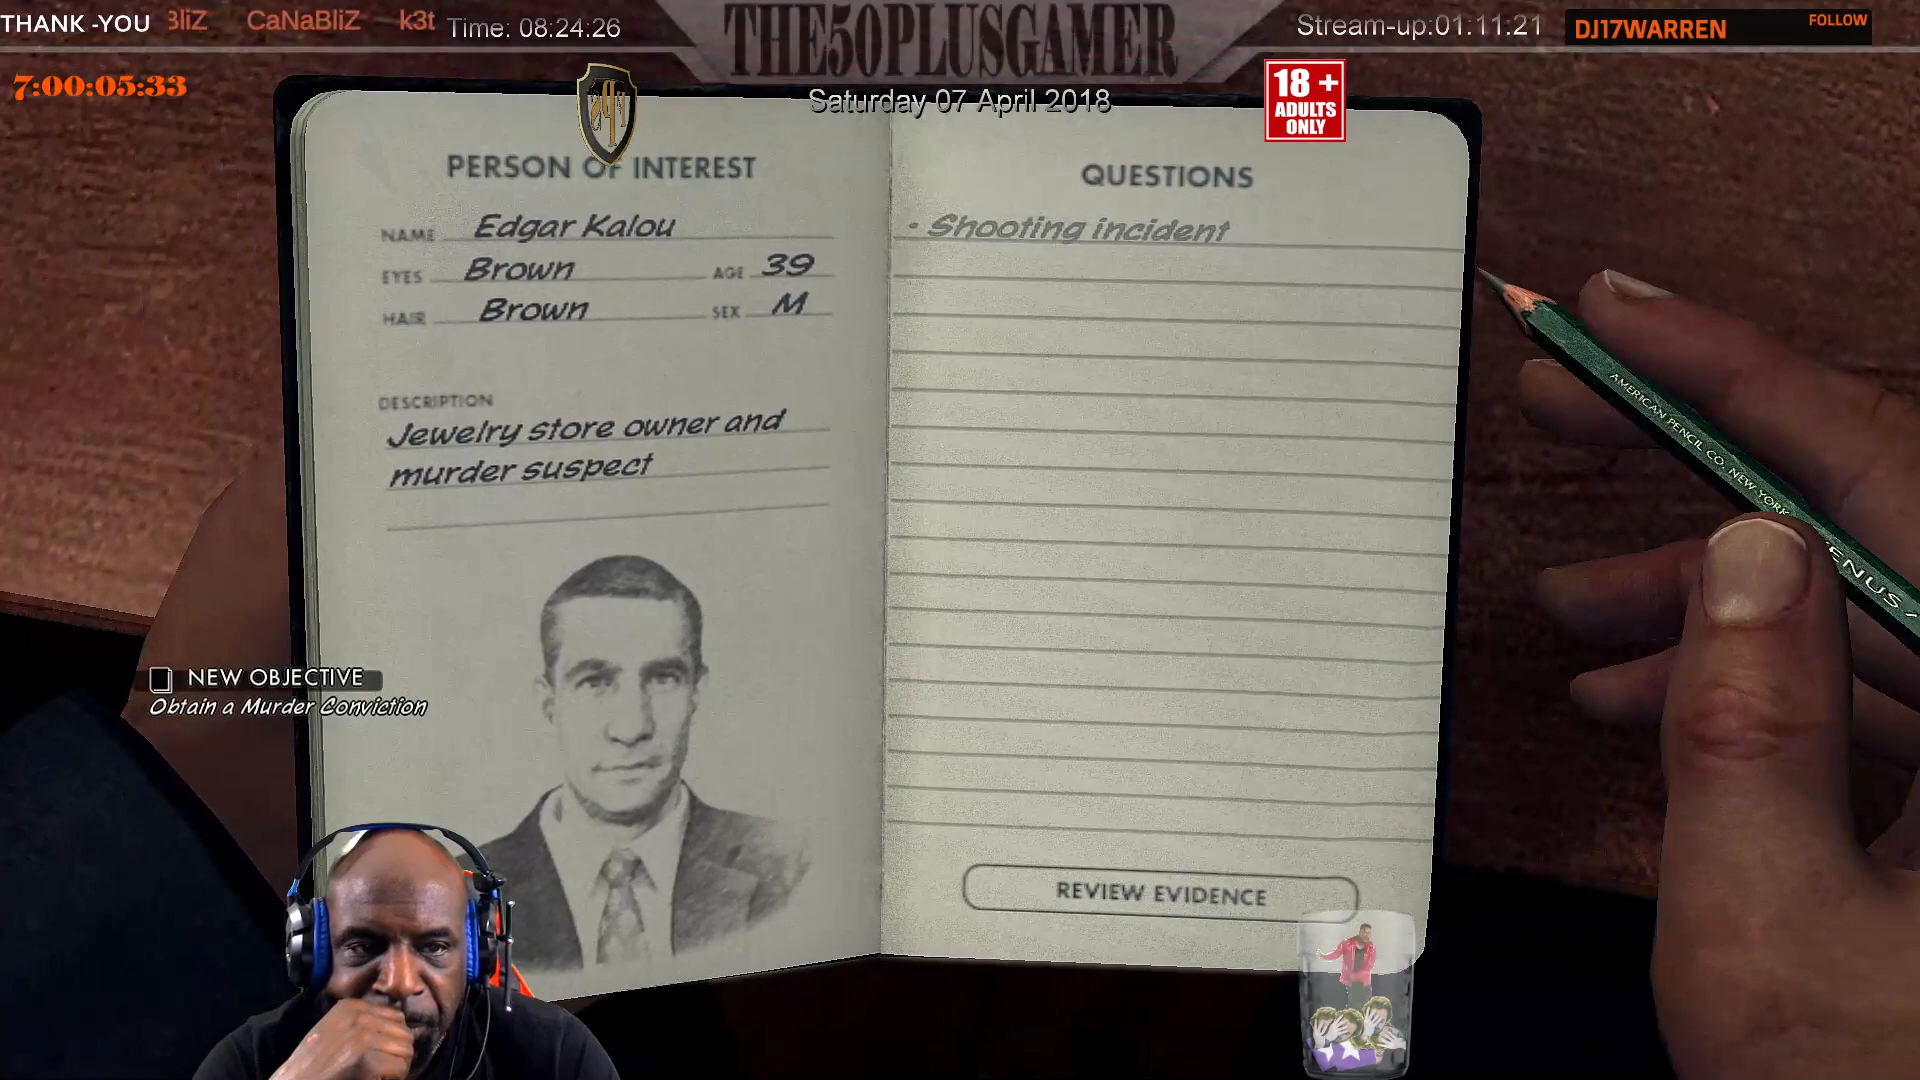 THANK -YOU
CaNaBliZ
k3t
Time: 08:24:26
THE50PLUSGAMER
Stream-up:01:11:21
DJ17WARREN
FOLLOW
7:00:05:33
Saturday 07 April 2018
18 +
ADULTS
ONLY
PERSON OF INTEREST
NAME Edgar Kalou
EYES Brown AGE 39
HAIR Brown SEX M
DESCRIPTION
Jewelry store owner and
murder suspect
QUESTIONS
· Shooting incident
REVIEW EVIDENCE
NEW OBJECTIVE
Obtain a Murder Conviction
AMERICAN PENCIL CO. NEW YORK